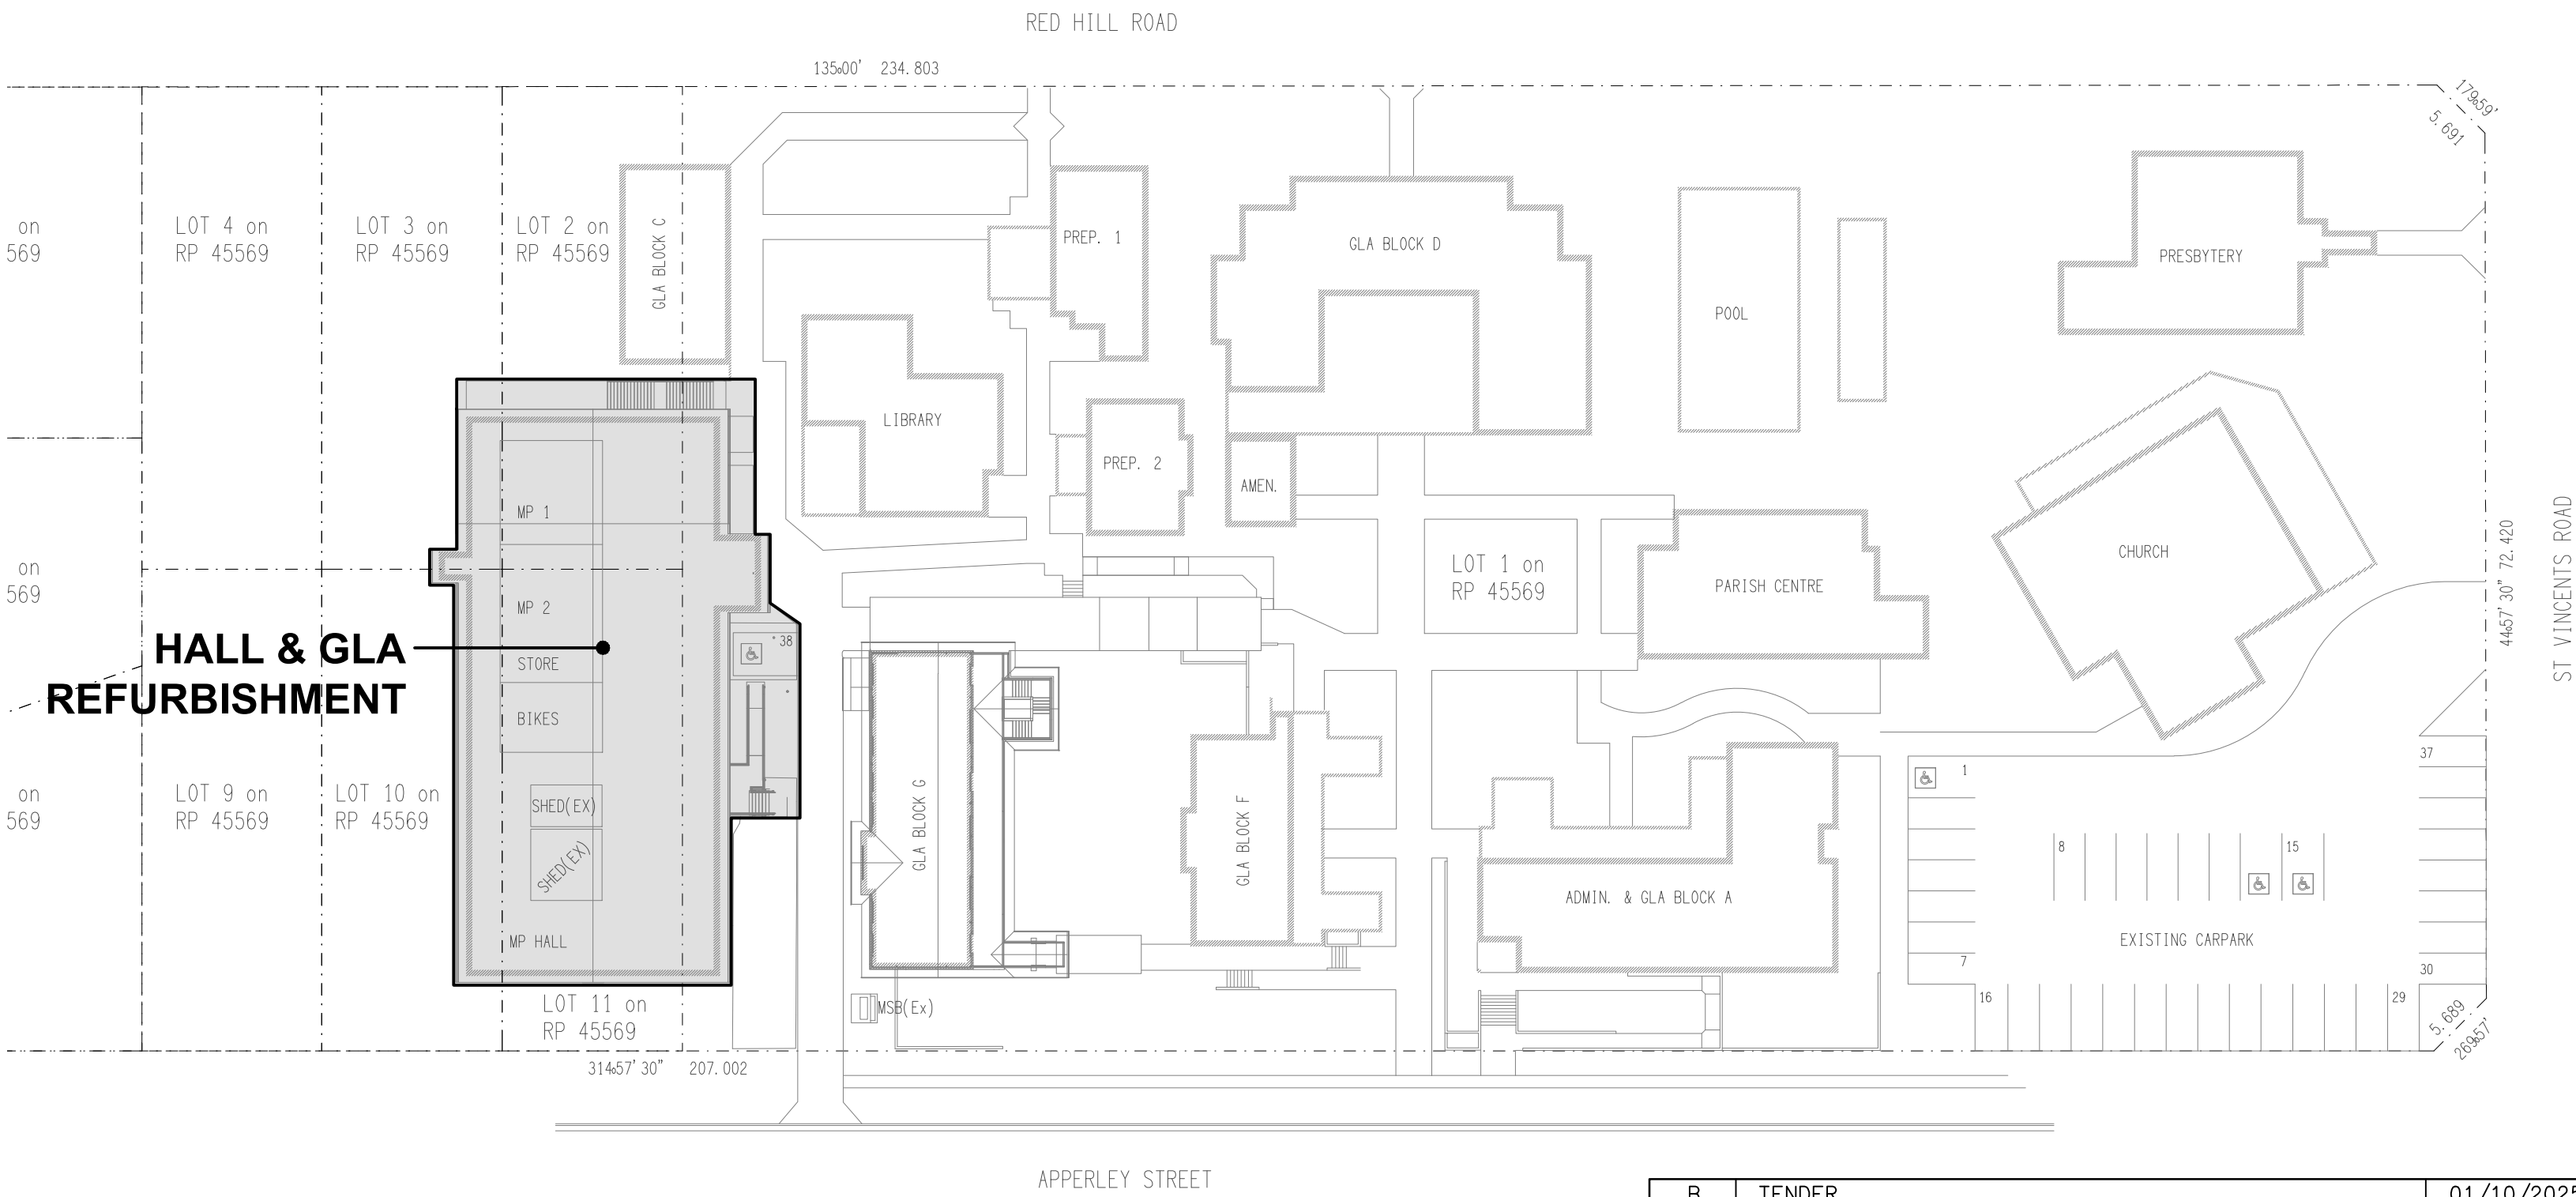 RED HILL ROAD
135°00' 234.803
179°59'
5.691
on
569
LOT 4 on
RP 45569
LOT 3 on
RP 45569
LOT 2 on
RP 45569
GLA BLOCK C
PREP. 1
GLA BLOCK D
POOL
PRESBYTERY
LIBRARY
PREP. 2
AMEN.
MP 1
on
569
MP 2
LOT 1 on
RP 45569
PARISH CENTRE
CHURCH
44°57'30" 72.420
ST VINCENTS ROAD
HALL & GLA
REFURBISHMENT
STORE
38
BIKES
on
569
LOT 9 on
RP 45569
LOT 10 on
RP 45569
SHED(EX)
SHED(EX)
MP HALL
GLA BLOCK G
GLA BLOCK F
ADMIN. & GLA BLOCK A
1
37
8
15
EXISTING CARPARK
7
30
16
29
LOT 11 on
RP 45569
MSB(Ex)
5.689
269°57'
314°57'30" 207.002
APPERLEY STREET
B TENDER 01/10/2025